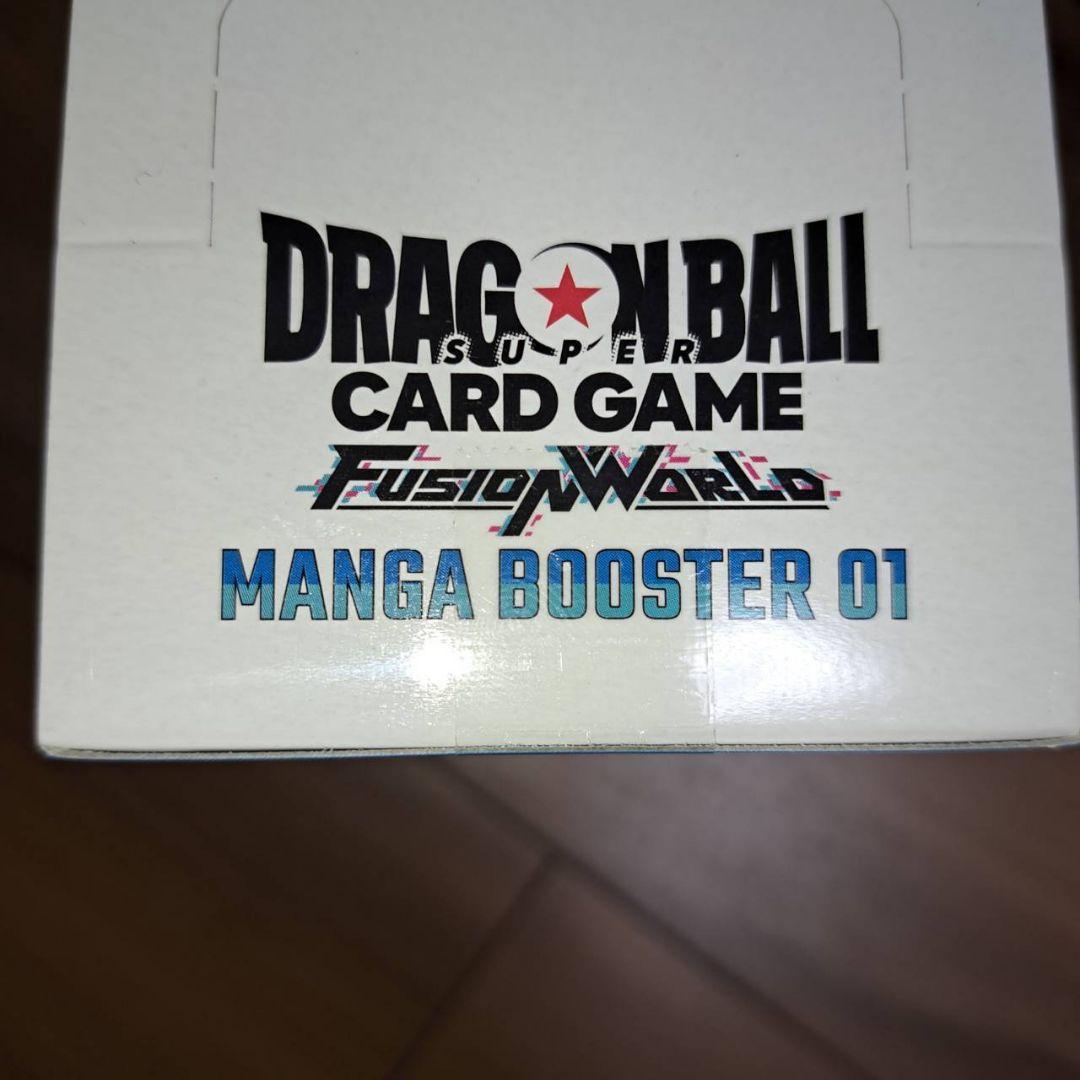 DRAGON BALL
SUPER
CARD GAME
FUSION WORLD
MANGA BOOSTER 01